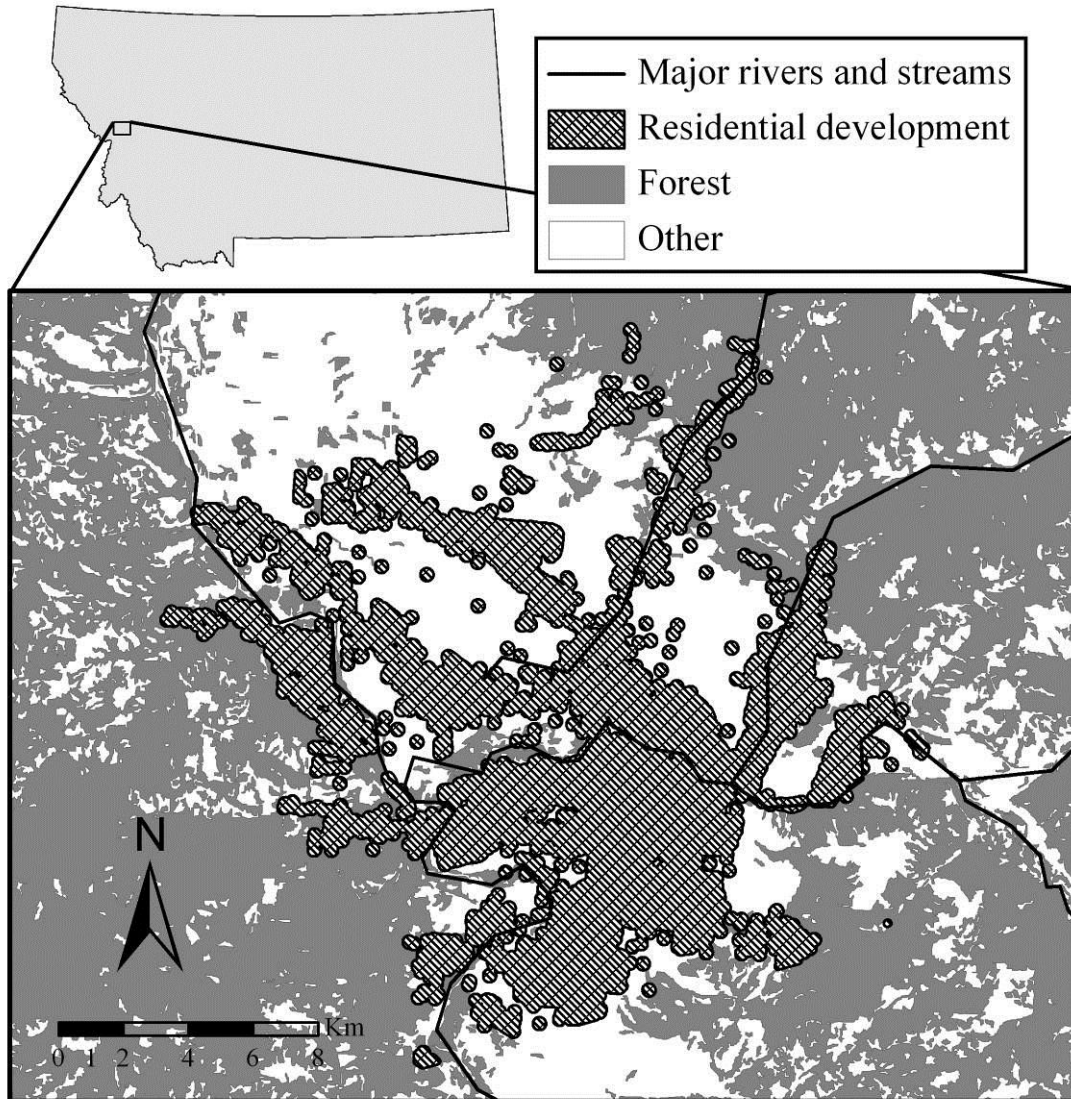 Major rivers and streams
Residential development
Forest
Other
N
Km
0 1 2 4 6 8